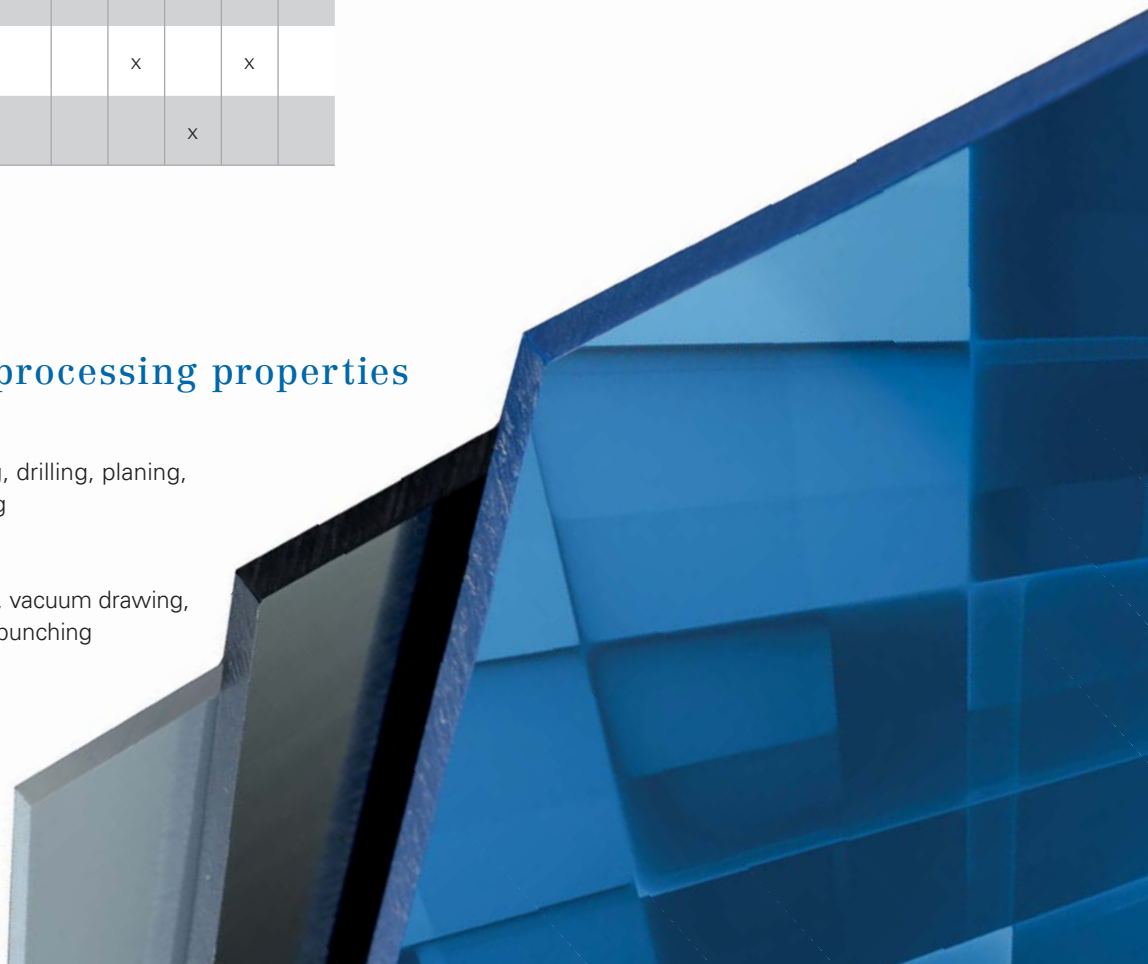 x x
x
processing properties
, drilling, planing,
vacuum drawing,
punching